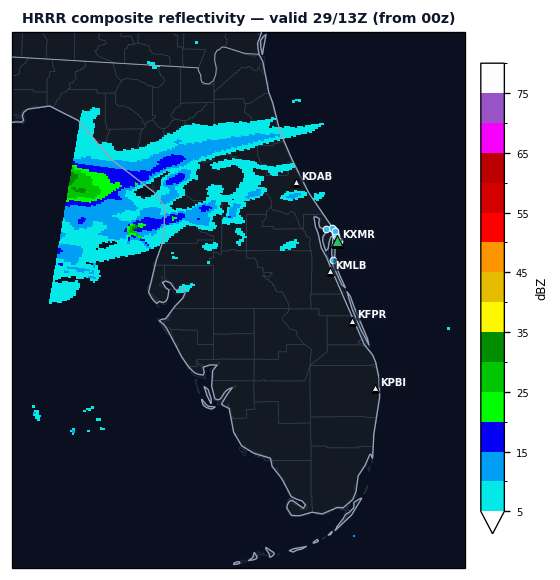 HRRR composite reflectivity — valid 29/13Z (from 00z)
KDAB
KXMR
KMLB
KFPR
KPBI
75
65
55
45
35
25
15
5
dBZ